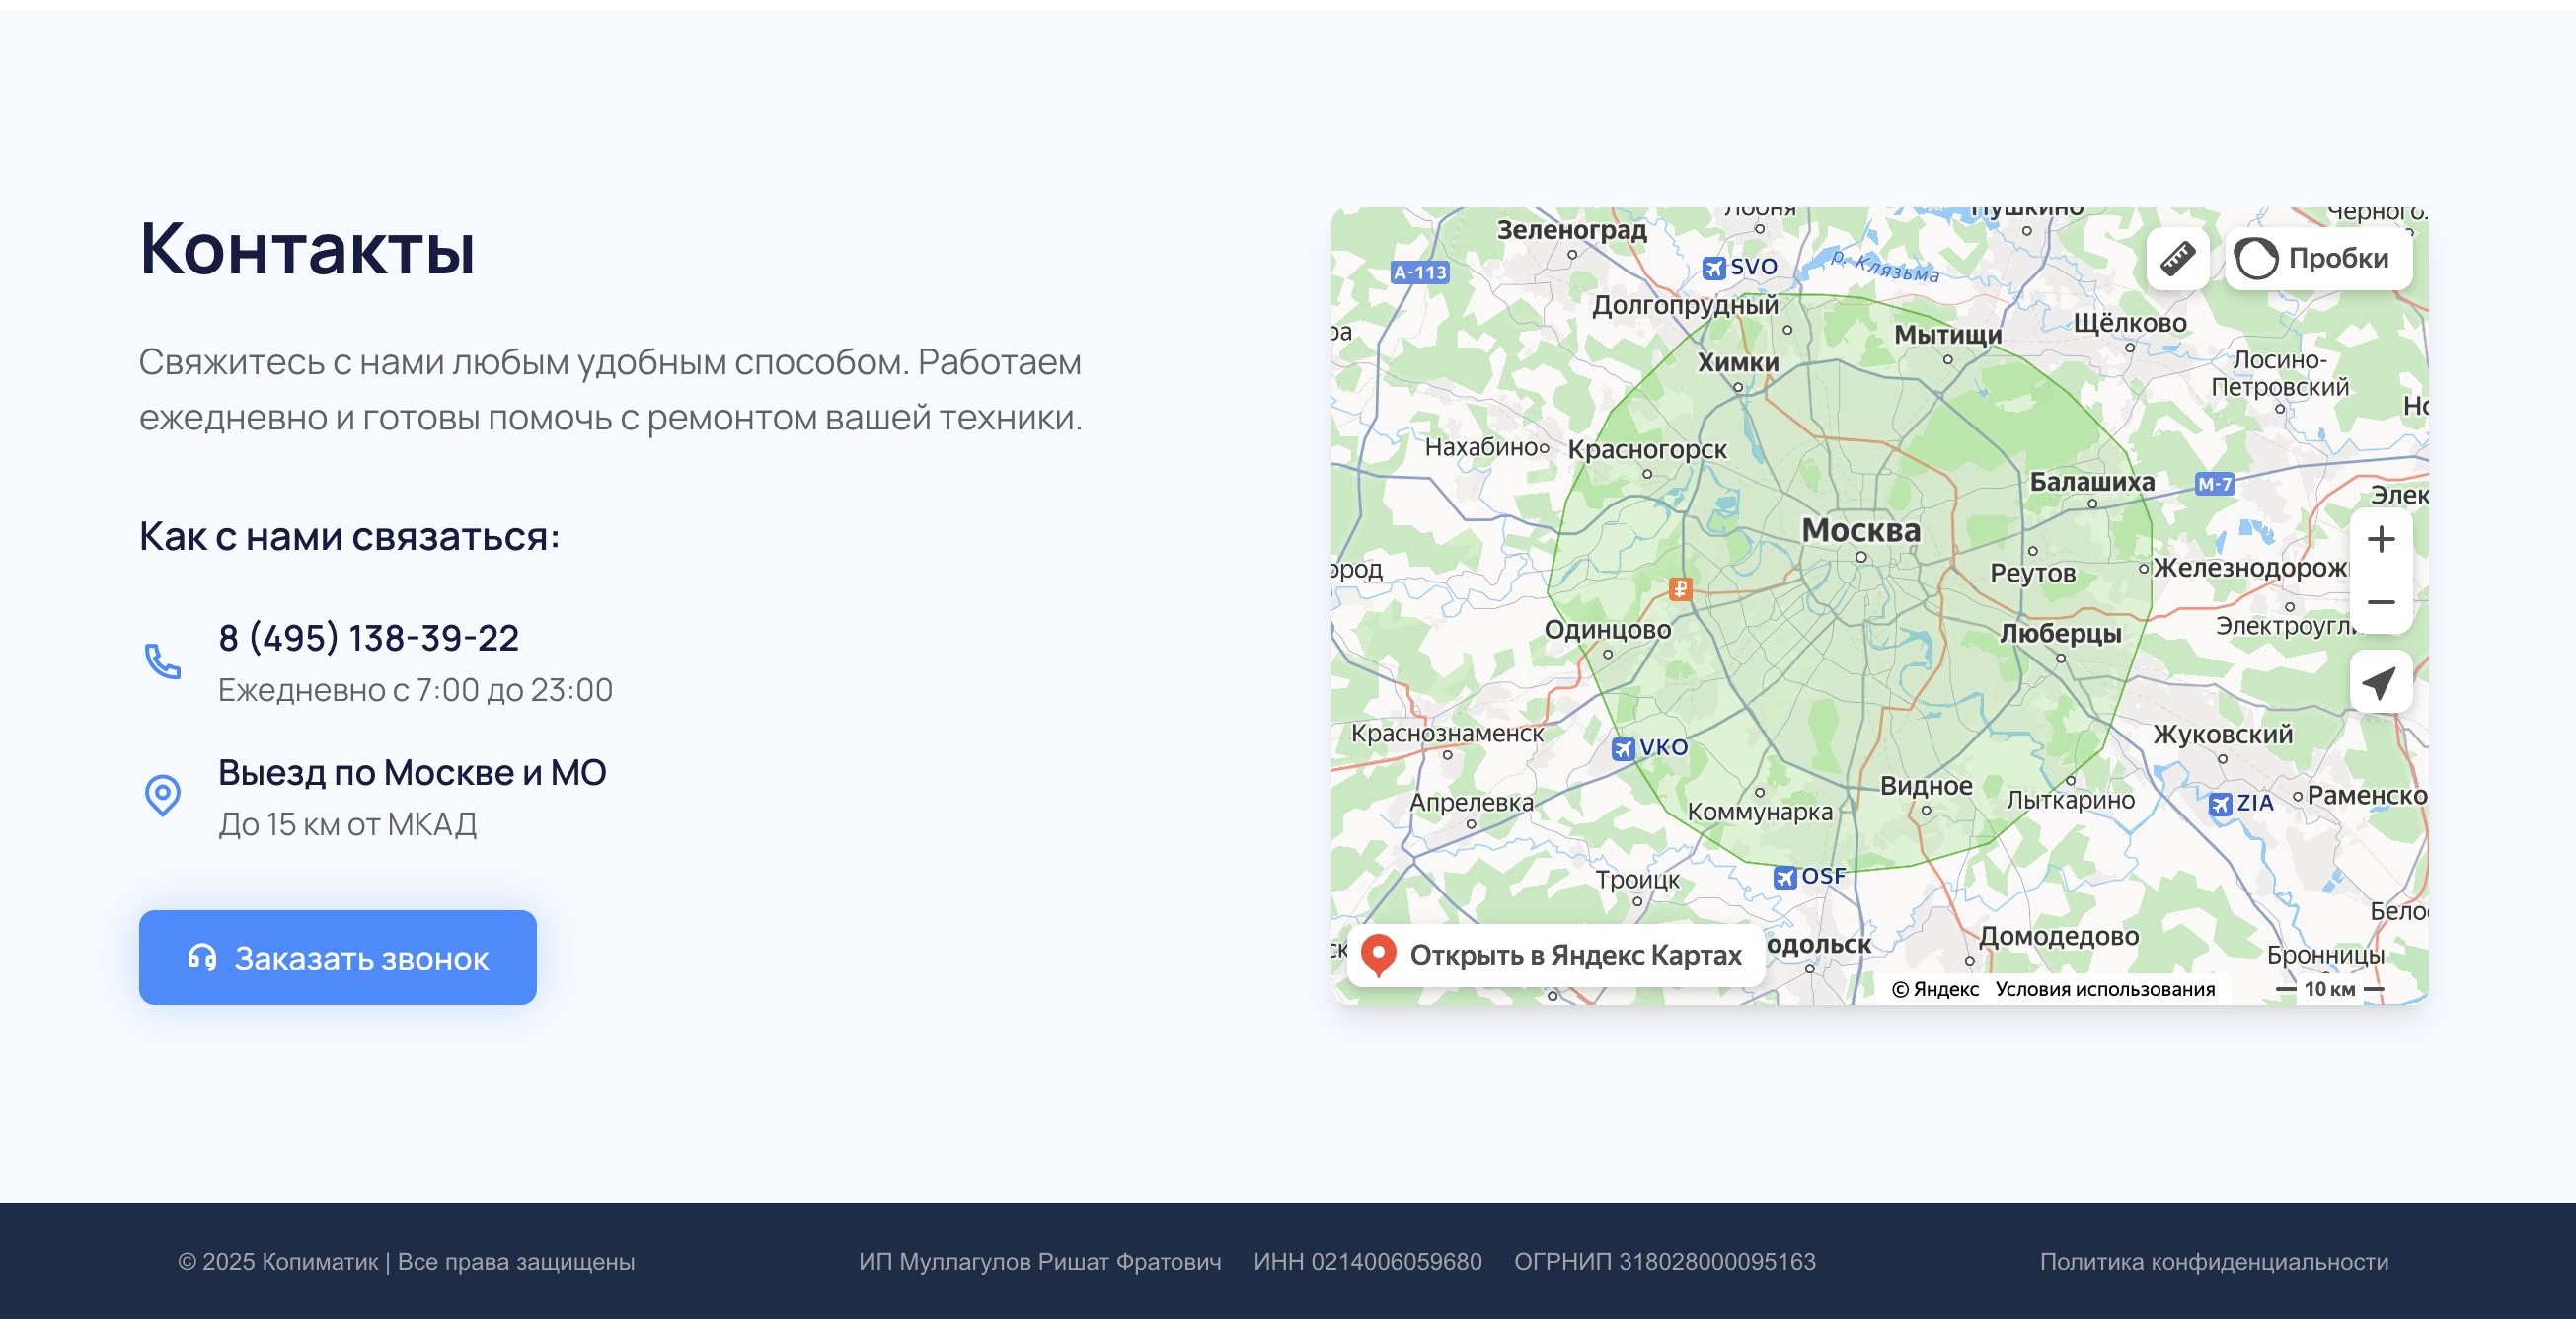 Контакты
Свяжитесь с нами любым удобным способом. Работаем
ежедневно и готовы помочь с ремонтом вашей техники.
Как с нами связаться:
8 (495) 138-39-22
Ежедневно с 7:00 до 23:00
Выезд по Москве и МО
До 15 км от МКАД
Заказать звонок
Лобня
Пушкино
Зеленоград
А-113
SVO
р. Клязьма
Пробки
Долгопрудный
Мытищи
Щёлково
Химки
Лосино-
Петровский
Нахабино
Красногорск
Балашиха
М-7
Москва
Реутов
Железнодорож
Одинцово
Люберцы
Электроугли
Краснознаменск
VKO
Жуковский
Апрелевка
Коммунарка
Видное
Лыткарино
ZIA
Раменско
Троицк
OSF
Открыть в Яндекс Картах
одольск
Домодедово
Бронницы
© Яндекс Условия использования
10 км
© 2025 Копиматик | Все права защищены
ИП Муллагулов Ришат Фратович ИНН 0214006059680 ОГРНИП 318028000095163
Политика конфиденциальности